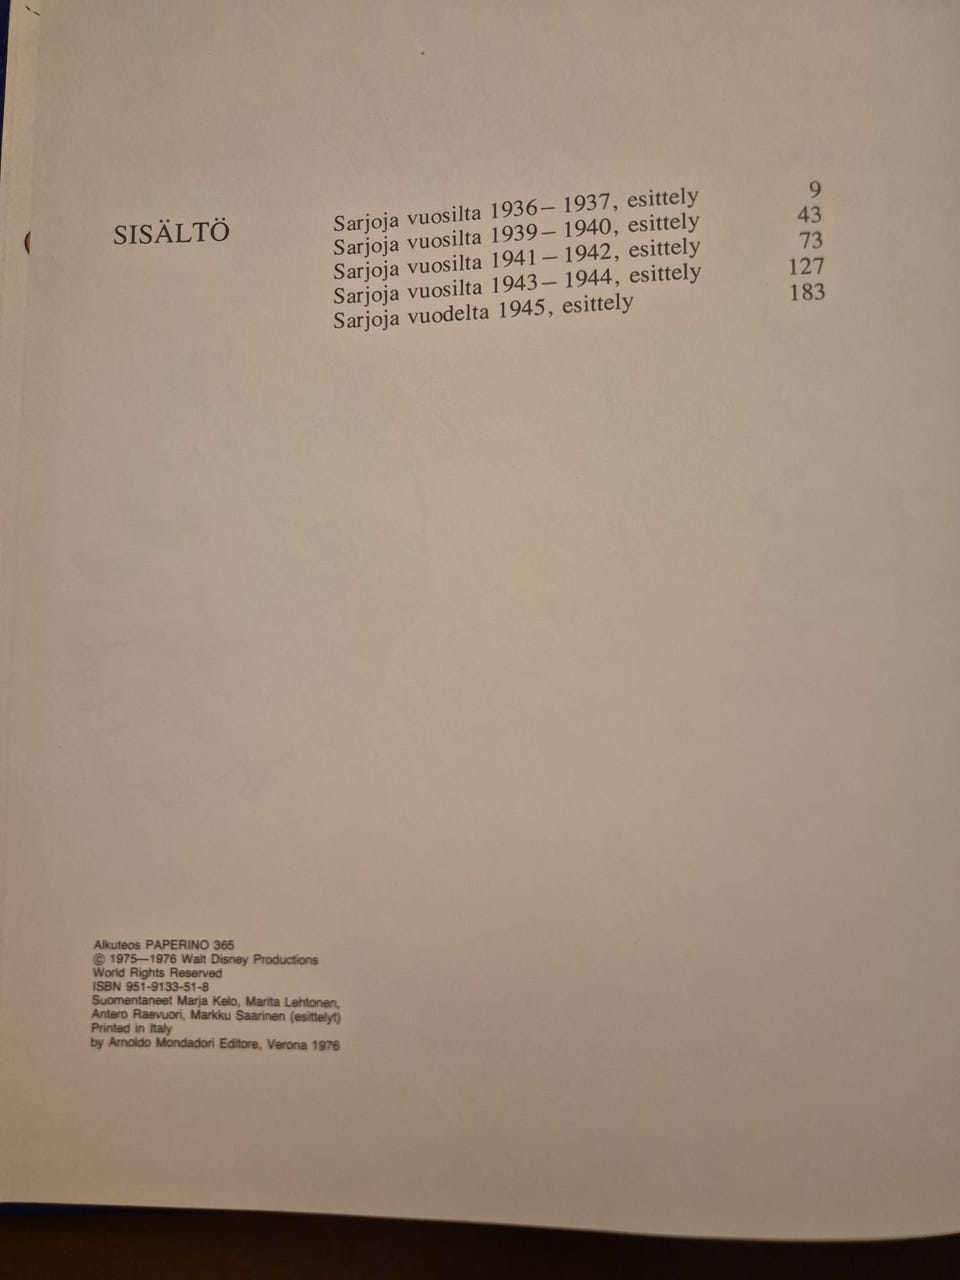 SISÄLTÖ
Sarjoja vuosilta 1936– 1937, esittely 9
Sarjoja vuosilta 1939– 1940, esittely 43
Sarjoja vuosilta 1941– 1942, esittely 73
Sarjoja vuosilta 1943– 1944, esittely 127
Sarjoja vuodelta 1945, esittely 183
Alkuteos PAPERINO 365
© 1975—1976 Walt Disney Productions
World Rights Reserved
ISBN 951-9133-51-8
Suomentaneet Marja Kelo, Marita Lehtonen,
Antero Raevuori, Markku Saarinen (esittelyt)
Printed in Italy
by Arnoldo Mondadori Editore, Verona 1976